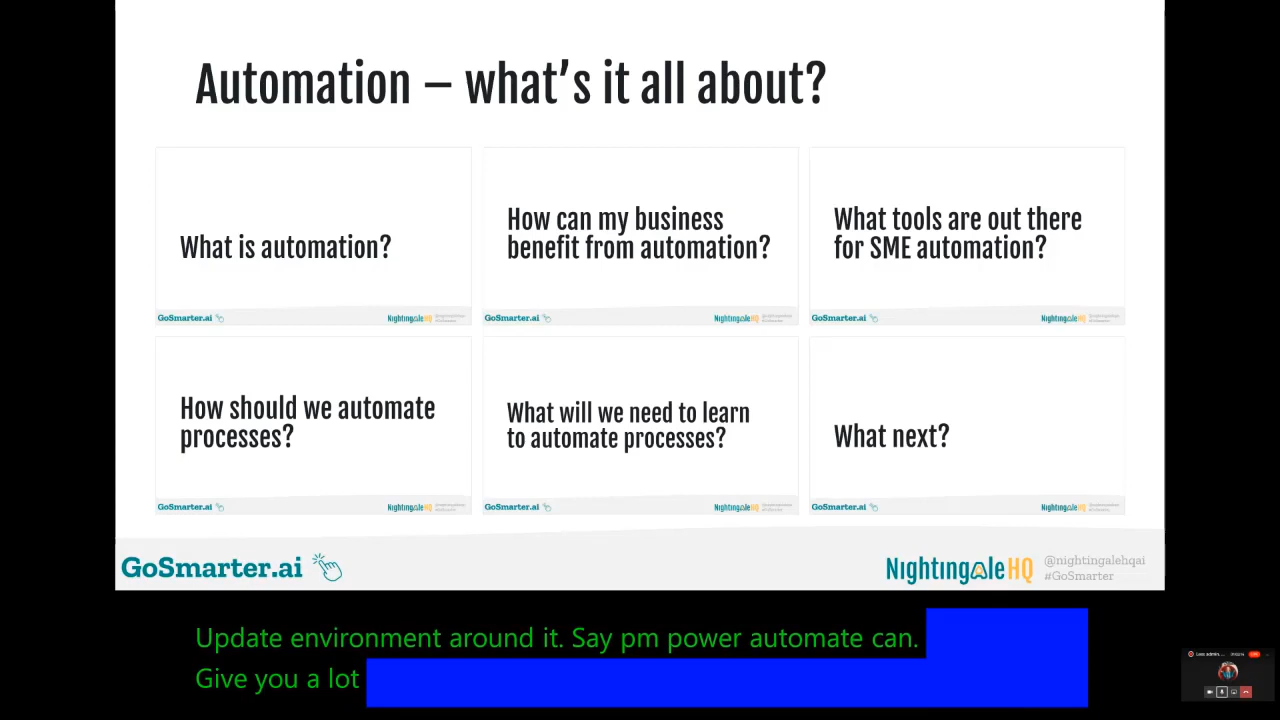 Automation – what's it all about?
What is automation?
GoSmarter.ai
NightingaleHQ
How can my business
benefit from automation?
GoSmarter.ai
NightingaleHQ
What tools are out there
for SME automation?
GoSmarter.ai
NightingaleHQ
How should we automate
processes?
GoSmarter.ai
NightingaleHQ
What will we need to learn
to automate processes?
GoSmarter.ai
NightingaleHQ
What next?
GoSmarter.ai
NightingaleHQ
GoSmarter.ai
NightingaleHQ
@nightingalehqai
#GoSmarter
Update environment around it. Say pm power automate can.
Give you a lot